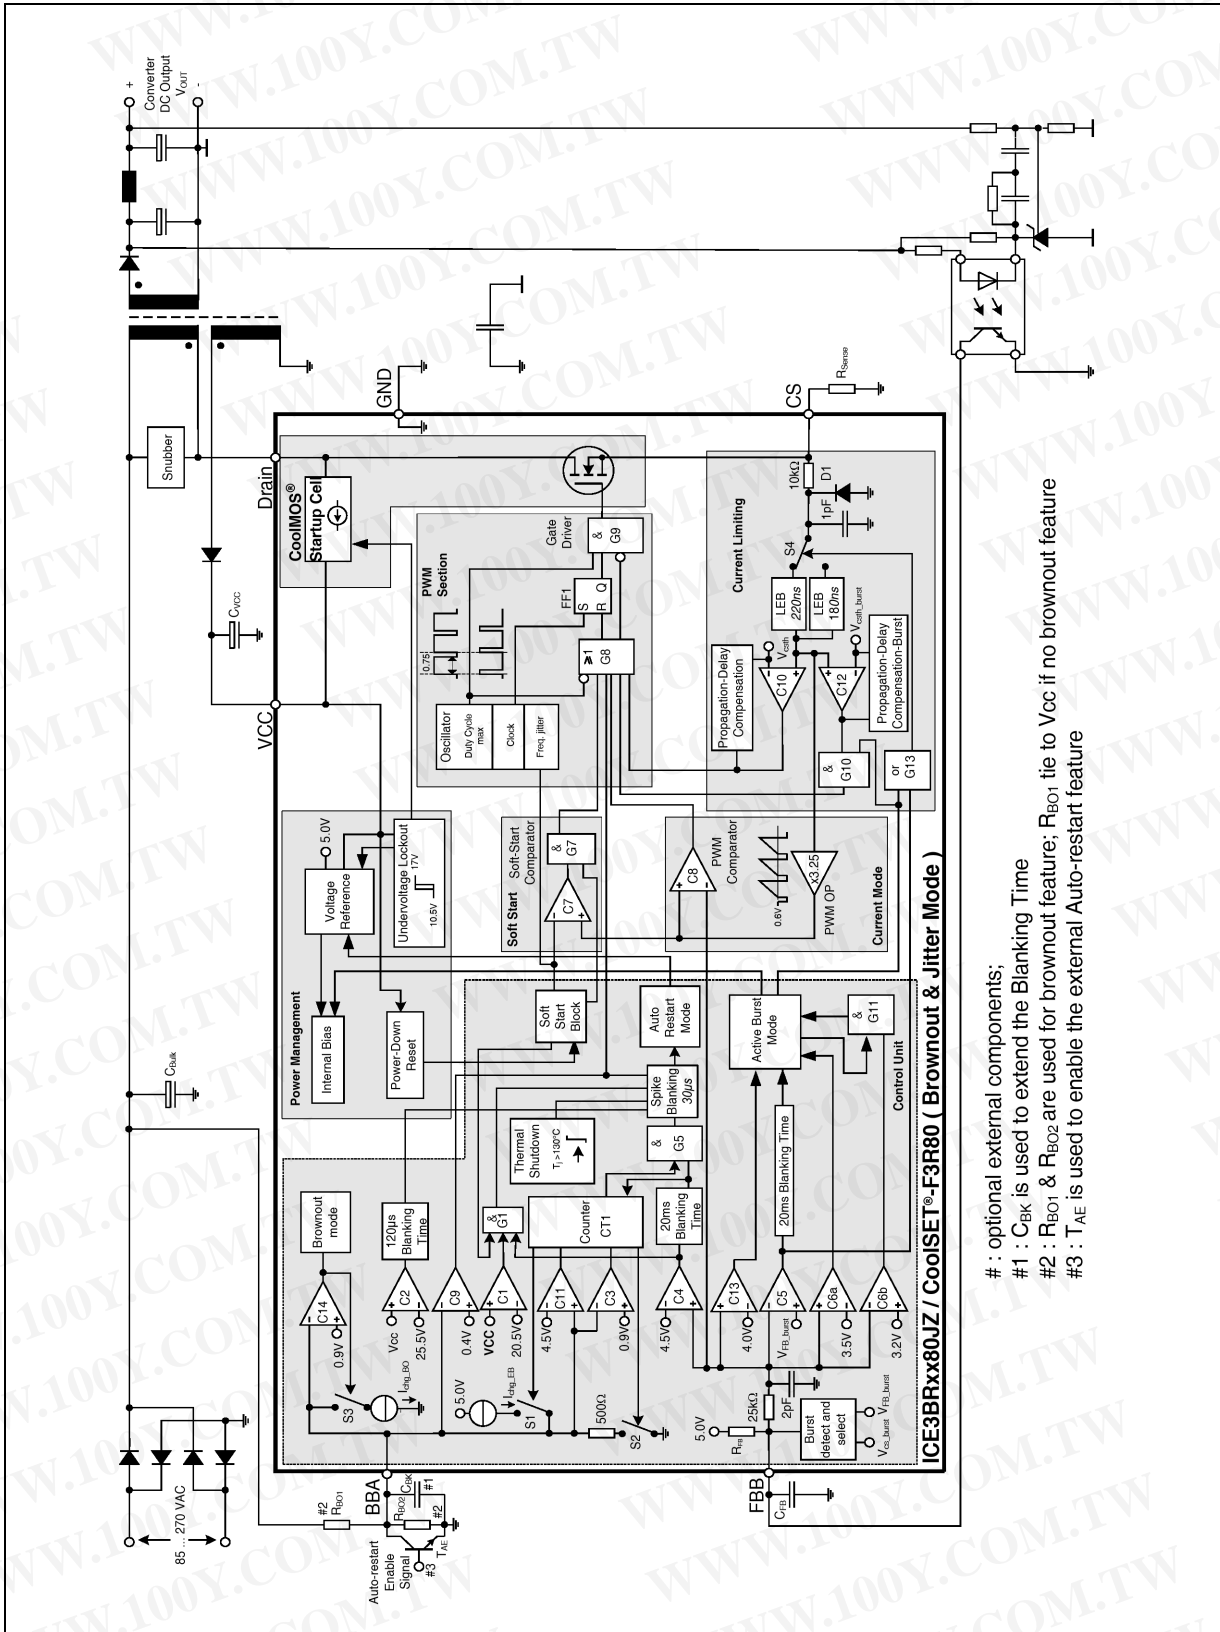 WWW.100Y.COM.TW
85 ... 270 VAC
CBulk
Snubber
CVCC
+
Converter
DC Output
VOUT
-
#2
RBO1
Auto-restart
Enable
Signal
#3
TAE
RBO2
#2
CBK
#1
BBA
VCC
Drain
GND
CS
RSense
FBB
CFB
Power Management
Internal Bias
Voltage
Reference
5.0V
Power-Down
Reset
Undervoltage Lockout
17V
10.5V
CoolMOS®
Startup Cell
PWM
Section
0.75
Oscillator
Duty Cycle
max
Clock
Freq. jitter
Gate
Driver
&
G9
FF1
S
R Q
≥1
G8
Soft Start
Soft-Start
Comparator
C7
&
G7
Soft
Start
Block
PWM
Comparator
C8
0.6V
PWM OP
x3.25
Current Mode
Current Limiting
10kΩ
D1
1pF
S4
LEB
220ns
LEB
180ns
Vcsth
Vcsth_burst
Propagation-Delay
Compensation
C10
C12
Propagation-Delay
Compensation-Burst
&
G10
or
G13
Brownout
mode
C14
0.9V
S3
Ichg_BO
120µs
Blanking
Time
C2
Vcc
25.5V
C9
0.4V
&
G1
C1
VCC
20.5V
5.0V
Ichg_EB
S1
C11
4.5V
C3
0.9V
500Ω
S2
Thermal
Shutdown
Tj >130°C
Counter
CT1
Spike
Blanking
30µs
&
G5
Auto
Restart
Mode
20ms
Blanking
Time
C4
4.5V
C13
4.0V
C5
VFB_burst
20ms Blanking Time
Active Burst
Mode
&
G11
C6a
3.5V
C6b
3.2V
Control Unit
5.0V
RFB
25kΩ
2pF
Burst
detect and
select
Vcs_burst
VFB_burst
ICE3BRxx80JZ / CoolSET®-F3R80 ( Brownout & Jitter Mode )
# : optional external components;
#1 : CBK is used to extend the Blanking Time
#2 : RBO1 & RBO2 are used for brownout feature; RBO1 tie to Vcc if no brownout feature
#3 : TAE is used to enable the external Auto-restart feature